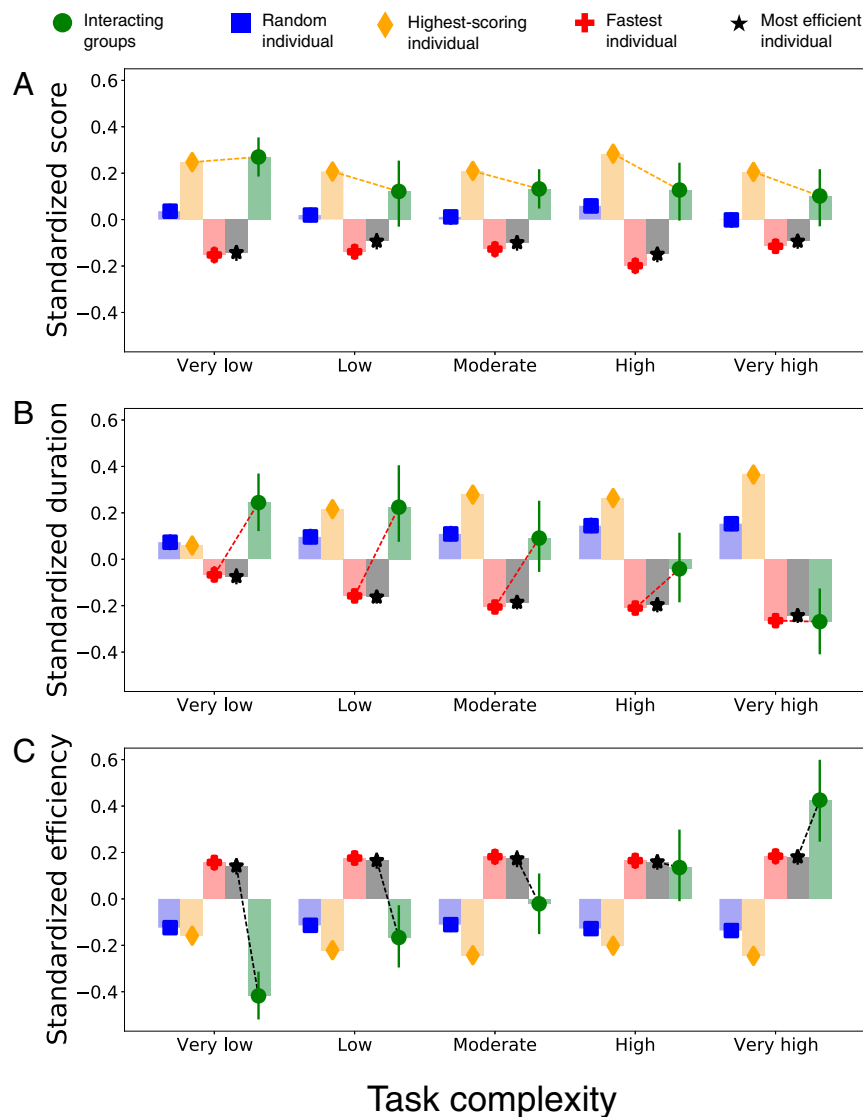 Interacting groups
Random individual
Highest-scoring individual
Fastest individual
Most efficient individual
A
Standardized score
0.6
0.4
0.2
0.0
−0.2
−0.4
Very low Low Moderate High Very high
B
Standardized duration
0.6
0.4
0.2
0.0
−0.2
−0.4
Very low Low Moderate High Very high
C
Standardized efficiency
0.6
0.4
0.2
0.0
−0.2
−0.4
Very low Low Moderate High Very high
Task complexity